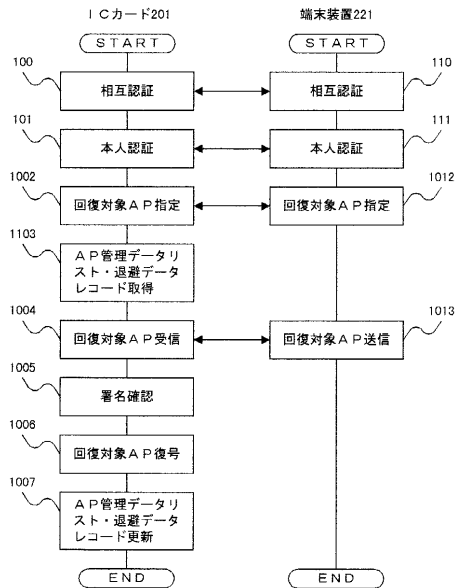 ＩＣカード201 端末装置221
ＳＴＡＲＴ ＳＴＡＲＴ
100 相互認証 相互認証 110
101 本人認証 本人認証 111
1002 回復対象ＡＰ指定 回復対象ＡＰ指定 1012
1103
ＡＰ管理データリ
スト・退避データ
レコード取得
1004 回復対象ＡＰ受信 回復対象ＡＰ送信 1013
1005 署名確認
1006 回復対象ＡＰ復号
1007
ＡＰ管理データリ
スト・退避データ
レコード更新
ＥＮＤ ＥＮＤ